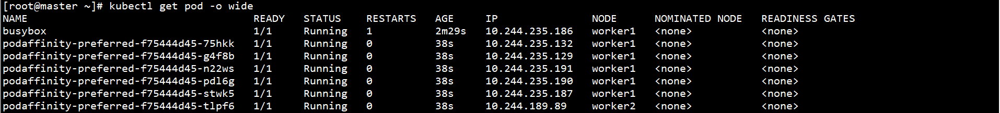 [root@master ~]# kubectl get pod -o wide
NAME READY STATUS RESTARTS AGE IP NODE NOMINATED NODE READINESS GATES
busybox 1/1 Running 1 2m29s 10.244.235.186 worker1 <none> <none>
podaffinity-preferred-f75444d45-75hkk 1/1 Running 0 38s 10.244.235.132 worker1 <none> <none>
podaffinity-preferred-f75444d45-g4f8b 1/1 Running 0 38s 10.244.235.129 worker1 <none> <none>
podaffinity-preferred-f75444d45-n22ws 1/1 Running 0 38s 10.244.235.191 worker1 <none> <none>
podaffinity-preferred-f75444d45-pdl6g 1/1 Running 0 38s 10.244.235.190 worker1 <none> <none>
podaffinity-preferred-f75444d45-stwk5 1/1 Running 0 38s 10.244.235.187 worker1 <none> <none>
podaffinity-preferred-f75444d45-tlpf6 1/1 Running 0 38s 10.244.189.89 worker2 <none> <none>